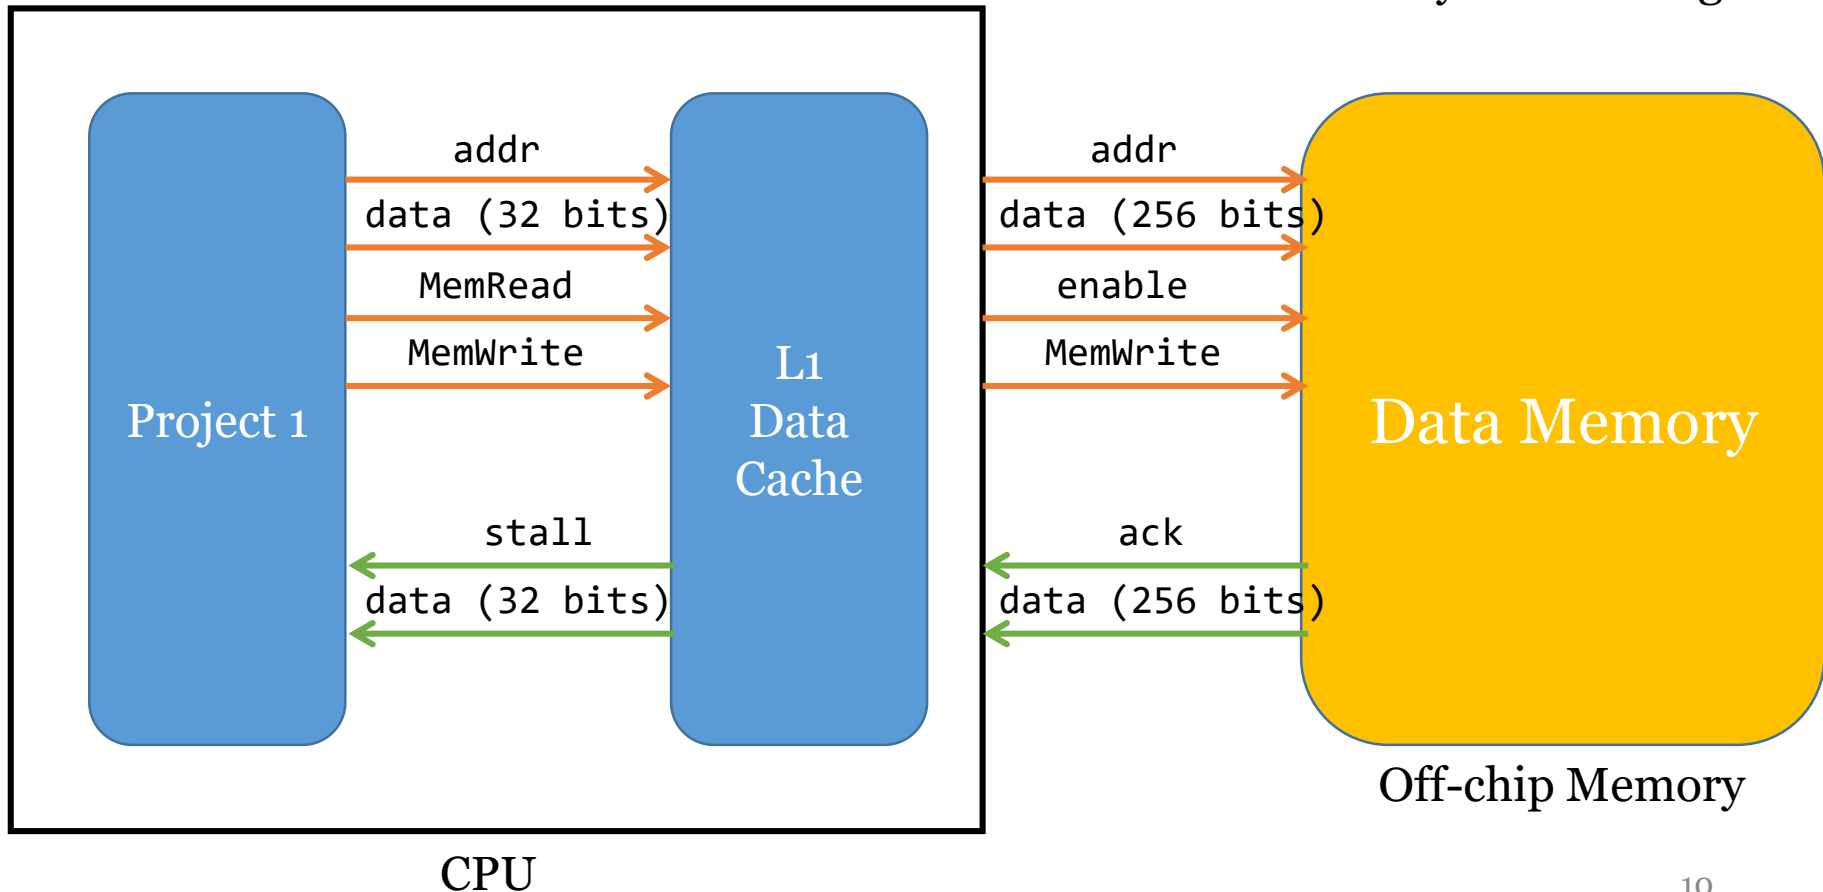 addr
data (32 bits)
MemRead
MemWrite
Project 1
L1
Data
Cache
stall
data (32 bits)
addr
data (256 bits)
enable
MemWrite
ack
data (256 bits)
Data Memory
Off-chip Memory
CPU